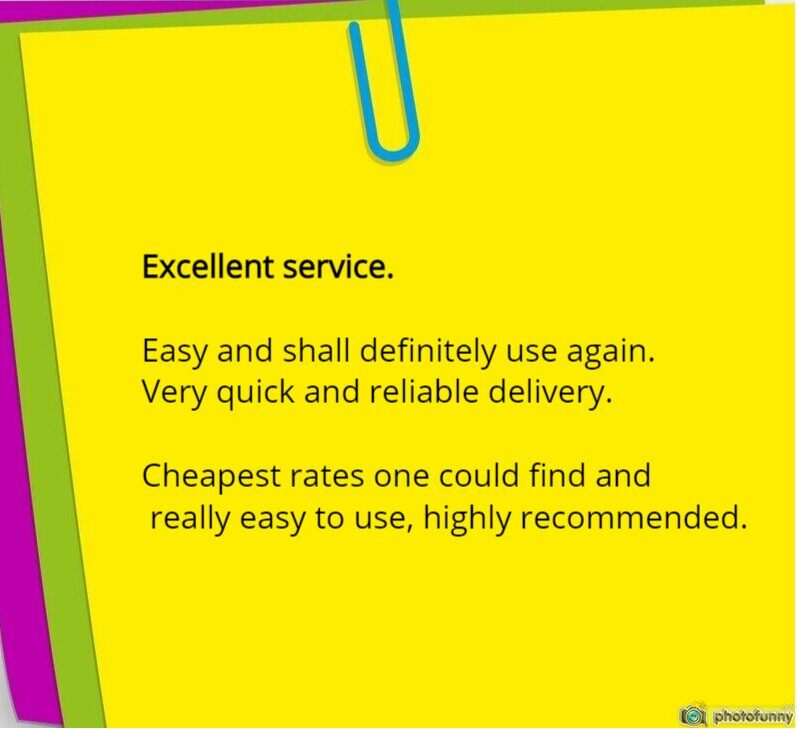 Excellent service.
Easy and shall definitely use again.
Very quick and reliable delivery.
Cheapest rates one could find and
really easy to use, highly recommended.
photofunny